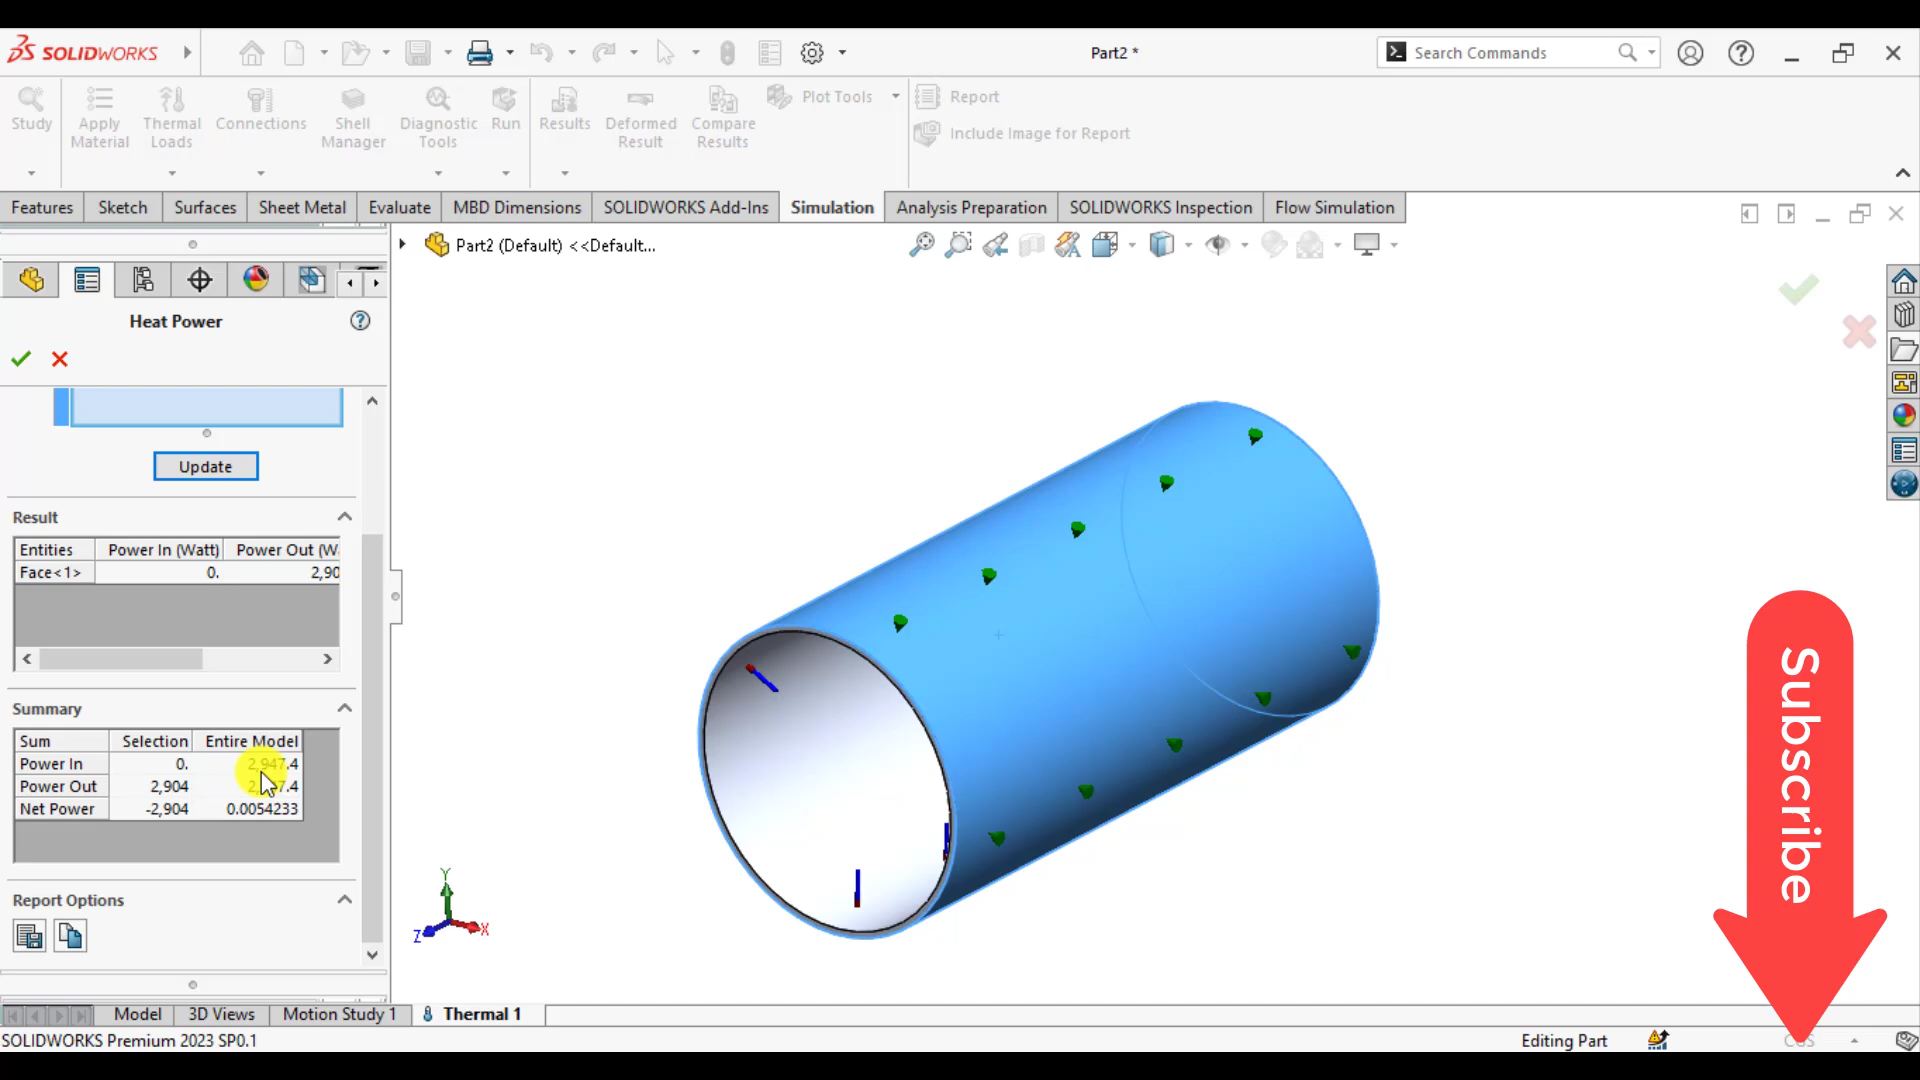 SOLIDWORKS
Part2 *
Search Commands
Study
Apply Material
Thermal Loads
Connections
Shell Manager
Diagnostic Tools
Run
Results
Deformed Result
Compare Results
Plot Tools
Report
Include Image for Report
Features
Sketch
Surfaces
Sheet Metal
Evaluate
MBD Dimensions
SOLIDWORKS Add-Ins
Simulation
Analysis Preparation
SOLIDWORKS Inspection
Flow Simulation
Part2 (Default) <<Default...
Heat Power
Update
Result
Entities Power In (Watt) Power Out (W
Face<1> 0. 2,90
Summary
Sum Selection Entire Model
Power In 0. 2,947.4
Power Out 2,904
Net Power -2,904 0.0054233
Report Options
Y
Z
X
Subscribe
Model
3D Views
Motion Study 1
Thermal 1
SOLIDWORKS Premium 2023 SP0.1
Editing Part
CGS